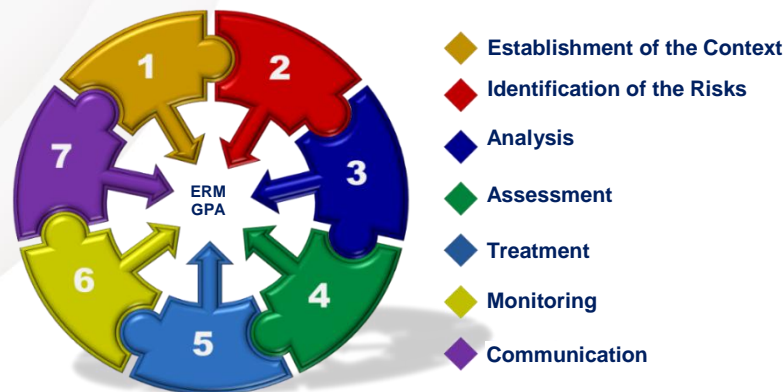 1
2
3
4
5
6
7
ERM
GPA
Establishment of the Context
Identification of the Risks
Analysis
Assessment
Treatment
Monitoring
Communication